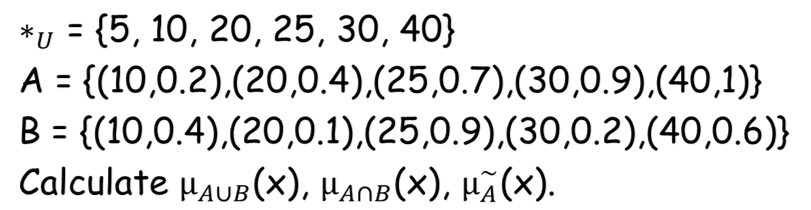 *U = {5, 10, 20, 25, 30, 40}
A = {(10,0.2),(20,0.4),(25,0.7),(30,0.9),(40,1)}
B = {(10,0.4),(20,0.1),(25,0.9),(30,0.2),(40,0.6)}
Calculate μA∪B(x), μA∩B(x), μÃ(x).